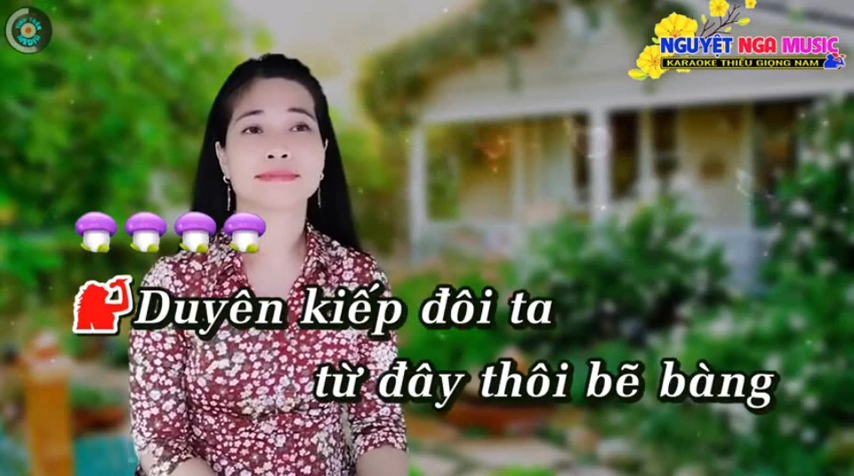 NGUYỆT NGA MUSIC
KARAOKE THIẾU GIỌNG NAM
Duyên kiếp đôi ta
từ đây thôi bẽ bàng